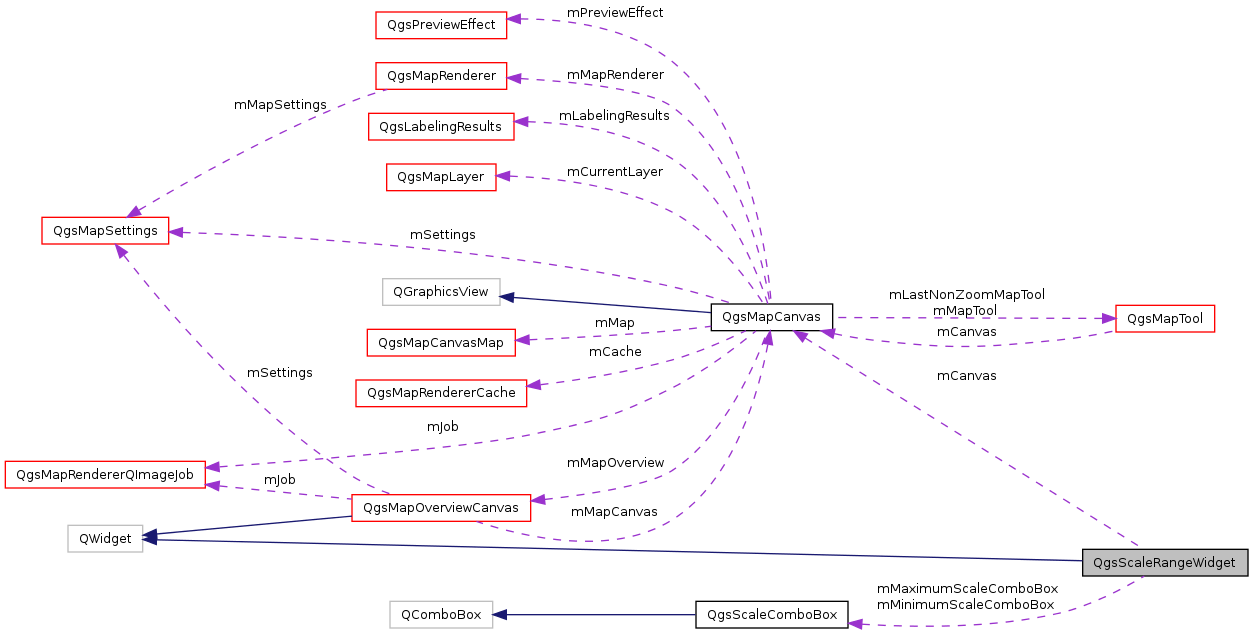 mPreviewEffect
QgsPreviewEffect
mMapRenderer
QgsMapRenderer
mMapSettings
mLabelingResults
QgsLabelingResults
mCurrentLayer
QgsMapLayer
QgsMapSettings
mSettings
QGraphicsView
mLastNonZoomMapTool
mMapTool
QgsMapCanvas
QgsMapTool
mMap
mCanvas
QgsMapCanvasMap
mCache
mSettings
mCanvas
QgsMapRendererCache
mJob
mMapOverview
QgsMapRendererQImageJob
mJob
QgsMapOverviewCanvas
mMapCanvas
QWidget
QgsScaleRangeWidget
mMaximumScaleComboBox
mMinimumScaleComboBox
QComboBox
QgsScaleComboBox